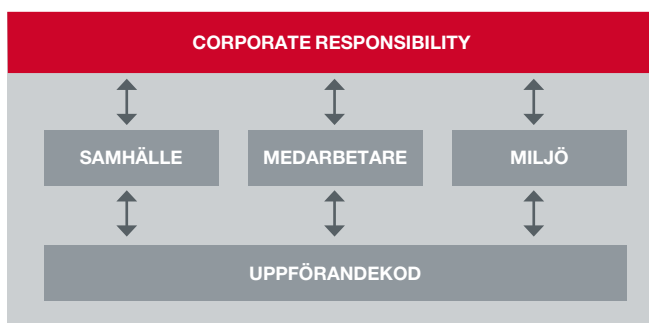 CORPORATE RESPONSIBILITY
SAMHÄLLE
MEDARBETARE
MILJÖ
UPPFÖRANDEKOD